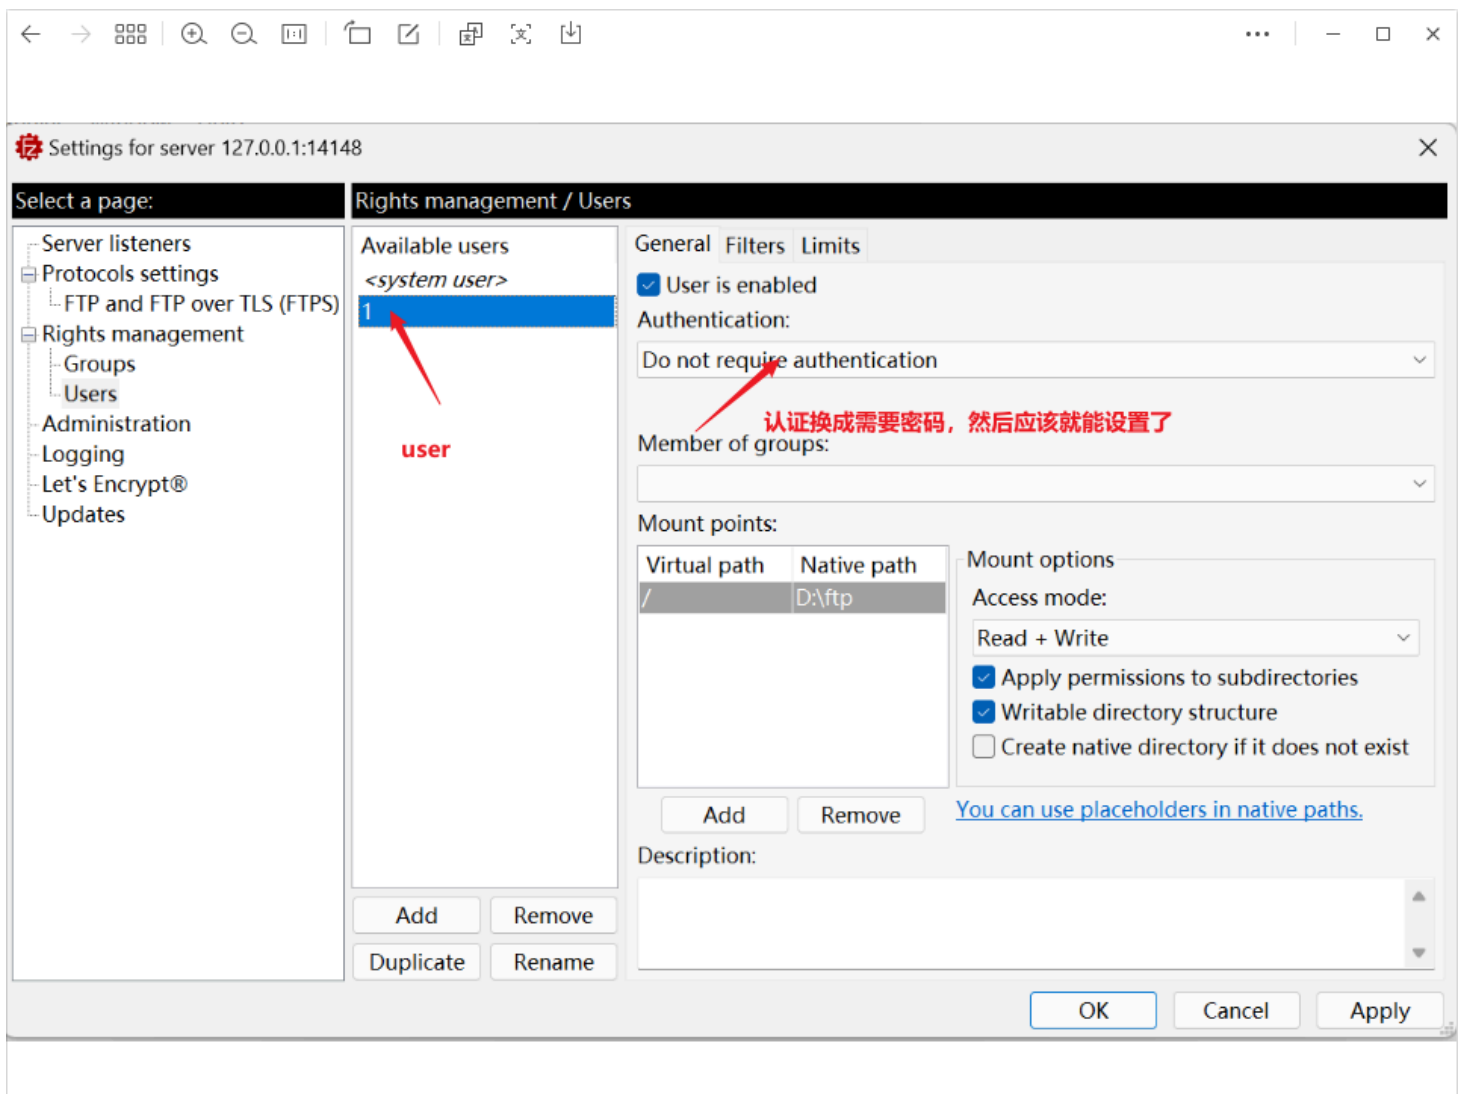 Settings for server 127.0.0.1:14148
Select a page:
Rights management / Users
Server listeners
Protocols settings
FTP and FTP over TLS (FTPS)
Rights management
Groups
Users
Administration
Logging
Let's Encrypt®
Updates
Available users
<system user>
1
user
Add
Remove
Duplicate
Rename
General
Filters
Limits
User is enabled
Authentication:
Do not require authentication
认证换成需要密码，然后应该就能设置了
Member of groups:
Mount points:
Virtual path
Native path
/
D:\ftp
Mount options
Access mode:
Read + Write
Apply permissions to subdirectories
Writable directory structure
Create native directory if it does not exist
Add
Remove
You can use placeholders in native paths.
Description:
OK
Cancel
Apply